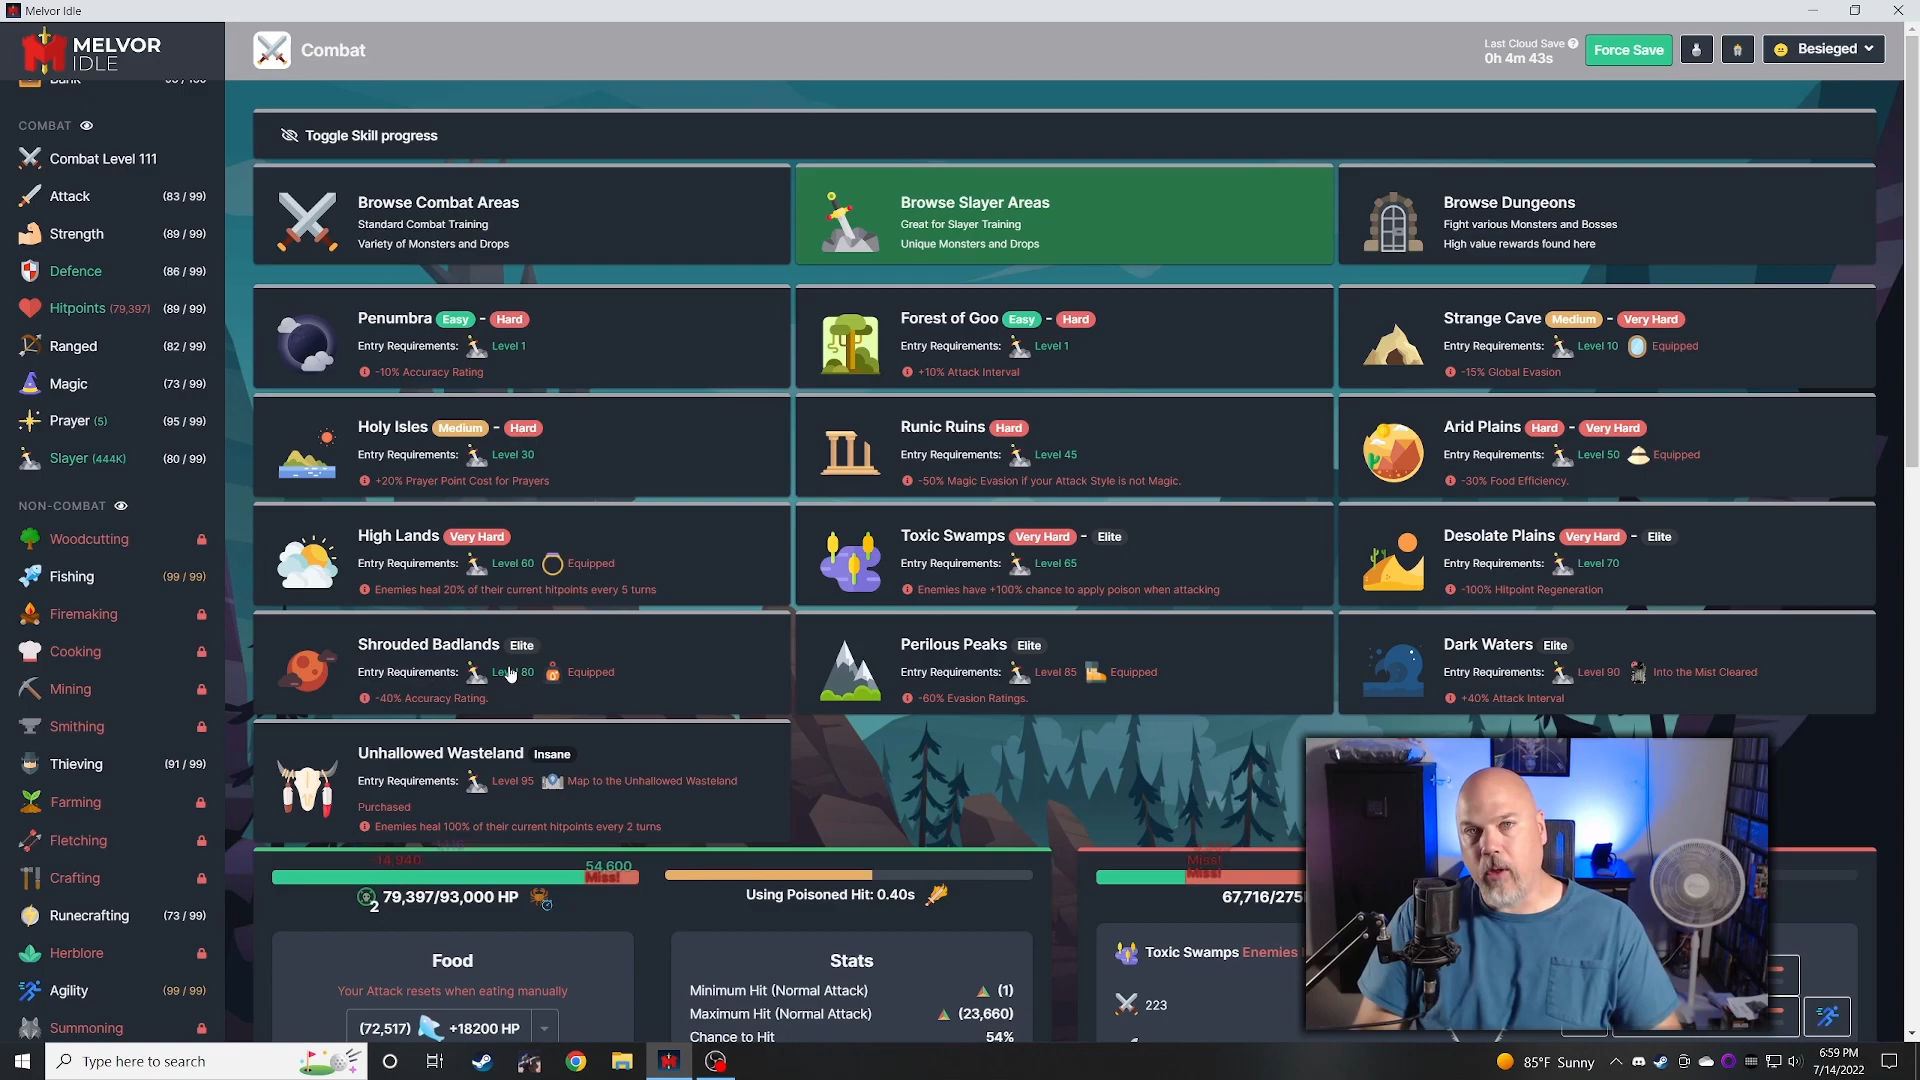 Melvor Idle
MELVOR
IDLE
Combat
Last Cloud Save
0h 4m 43s
Force Save
Besieged
COMBAT
Combat Level 111
Attack (83 / 99)
Strength (89 / 99)
Defence (86 / 99)
Hitpoints (79,397) (89 / 99)
Ranged (82 / 99)
Magic (73 / 99)
Prayer (5) (95 / 99)
Slayer (444K) (80 / 99)
NON-COMBAT
Woodcutting
Fishing (99 / 99)
Firemaking
Cooking
Mining
Smithing
Thieving (91 / 99)
Farming
Fletching
Crafting
Runecrafting (73 / 99)
Herblore
Agility (99 / 99)
Summoning
Toggle Skill progress
Browse Combat Areas
Standard Combat Training
Variety of Monsters and Drops
Browse Slayer Areas
Great for Slayer Training
Unique Monsters and Drops
Browse Dungeons
Fight various Monsters and Bosses
High value rewards found here
Penumbra Easy - Hard
Entry Requirements: Level 1
-10% Accuracy Rating
Forest of Goo Easy - Hard
Entry Requirements: Level 1
+10% Attack Interval
Strange Cave Medium - Very Hard
Entry Requirements: Level 10 Equipped
-15% Global Evasion
Holy Isles Medium - Hard
Entry Requirements: Level 30
+20% Prayer Point Cost for Prayers
Runic Ruins Hard
Entry Requirements: Level 45
-50% Magic Evasion if your Attack Style is not Magic.
Arid Plains Hard - Very Hard
Entry Requirements: Level 50 Equipped
-30% Food Efficiency.
High Lands Very Hard
Entry Requirements: Level 60 Equipped
Enemies heal 20% of their current hitpoints every 5 turns
Toxic Swamps Very Hard - Elite
Entry Requirements: Level 65
Enemies have +100% chance to apply poison when attacking
Desolate Plains Very Hard - Elite
Entry Requirements: Level 70
-100% Hitpoint Regeneration
Shrouded Badlands Elite
Entry Requirements: Level 80 Equipped
-40% Accuracy Rating.
Perilous Peaks Elite
Entry Requirements: Level 85 Equipped
-60% Evasion Ratings.
Dark Waters Elite
Entry Requirements: Level 90 Into the Mist Cleared
+40% Attack Interval
Unhallowed Wasteland Insane
Entry Requirements: Level 95 Map to the Unhallowed Wasteland
Purchased
Enemies heal 100% of their current hitpoints every 2 turns
14,940
54,600
Miss!
2 79,397/93,000 HP
Using Poisoned Hit: 0.40s
Miss!
Miss!
67,716/275
Food
Your Attack resets when eating manually
(72,517) +18200 HP
Stats
Minimum Hit (Normal Attack) (1)
Maximum Hit (Normal Attack) (23,660)
Chance to Hit 54%
Toxic Swamps Enemies
223
Type here to search
85°F Sunny
6:59 PM
7/14/2022